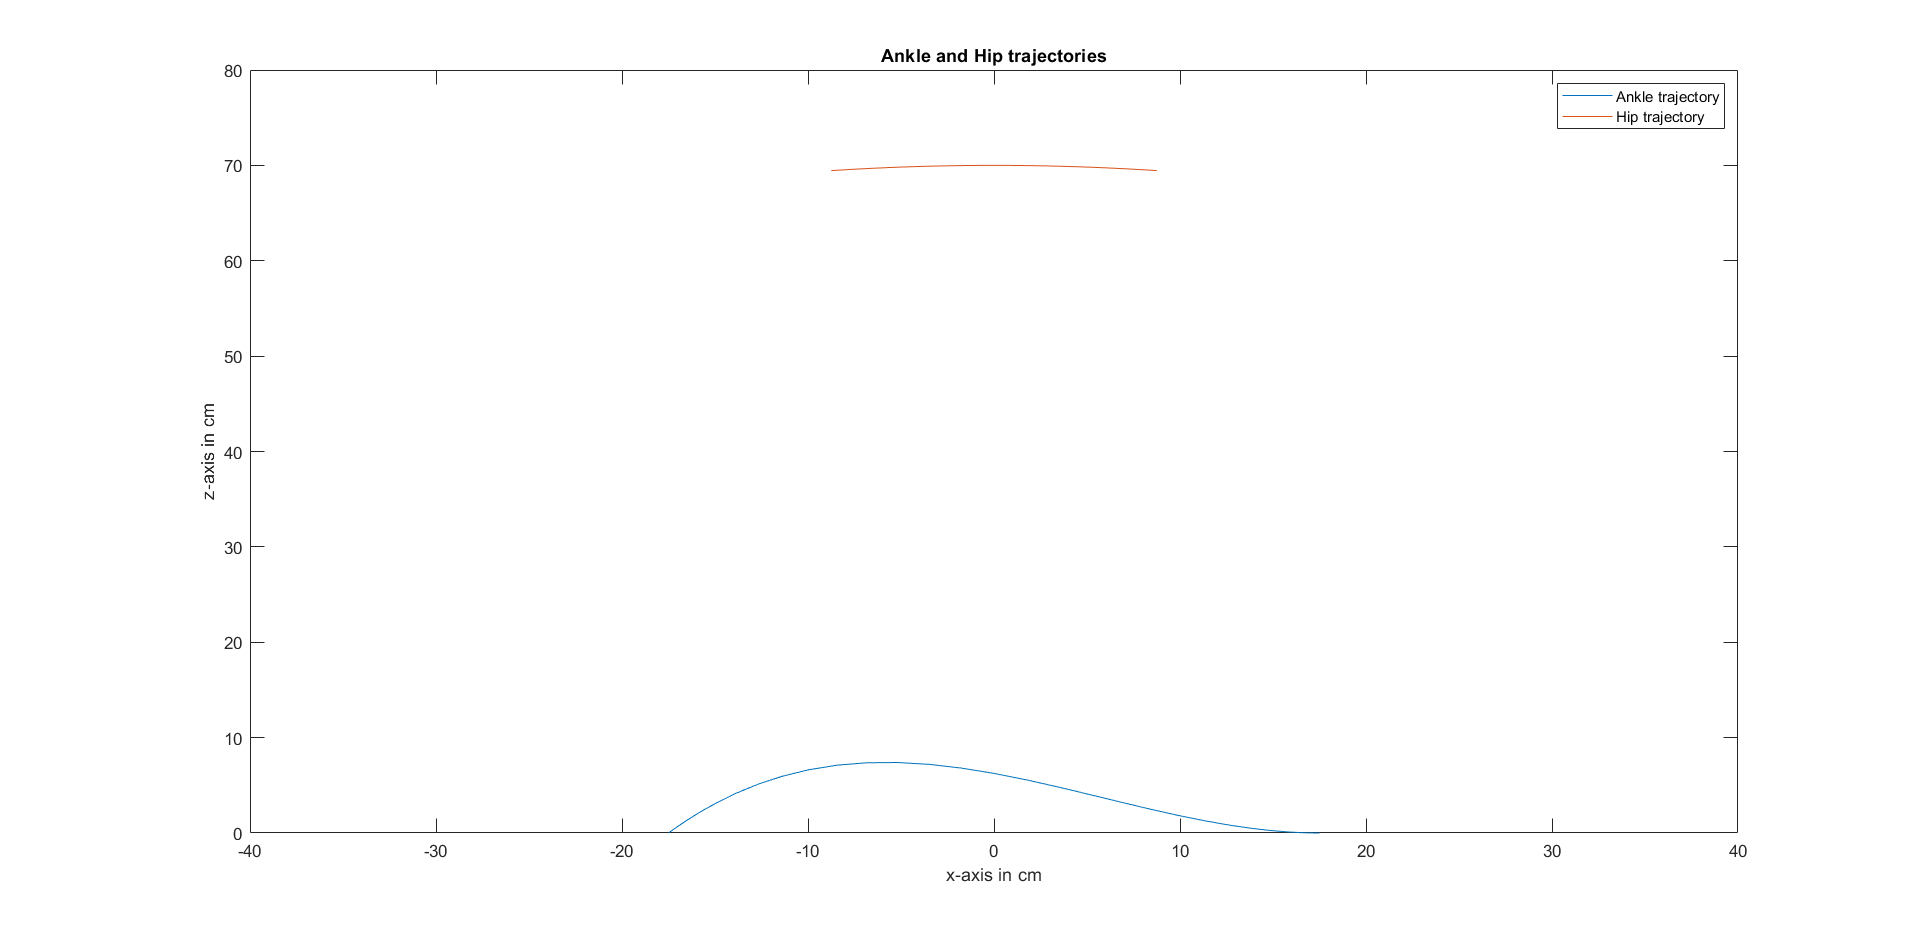 Ankle and Hip trajectories
80
70
60
50
40
30
20
10
0
z-axis in cm
Ankle trajectory
Hip trajectory
-40 -30 -20 -10 0 10 20 30 40
x-axis in cm